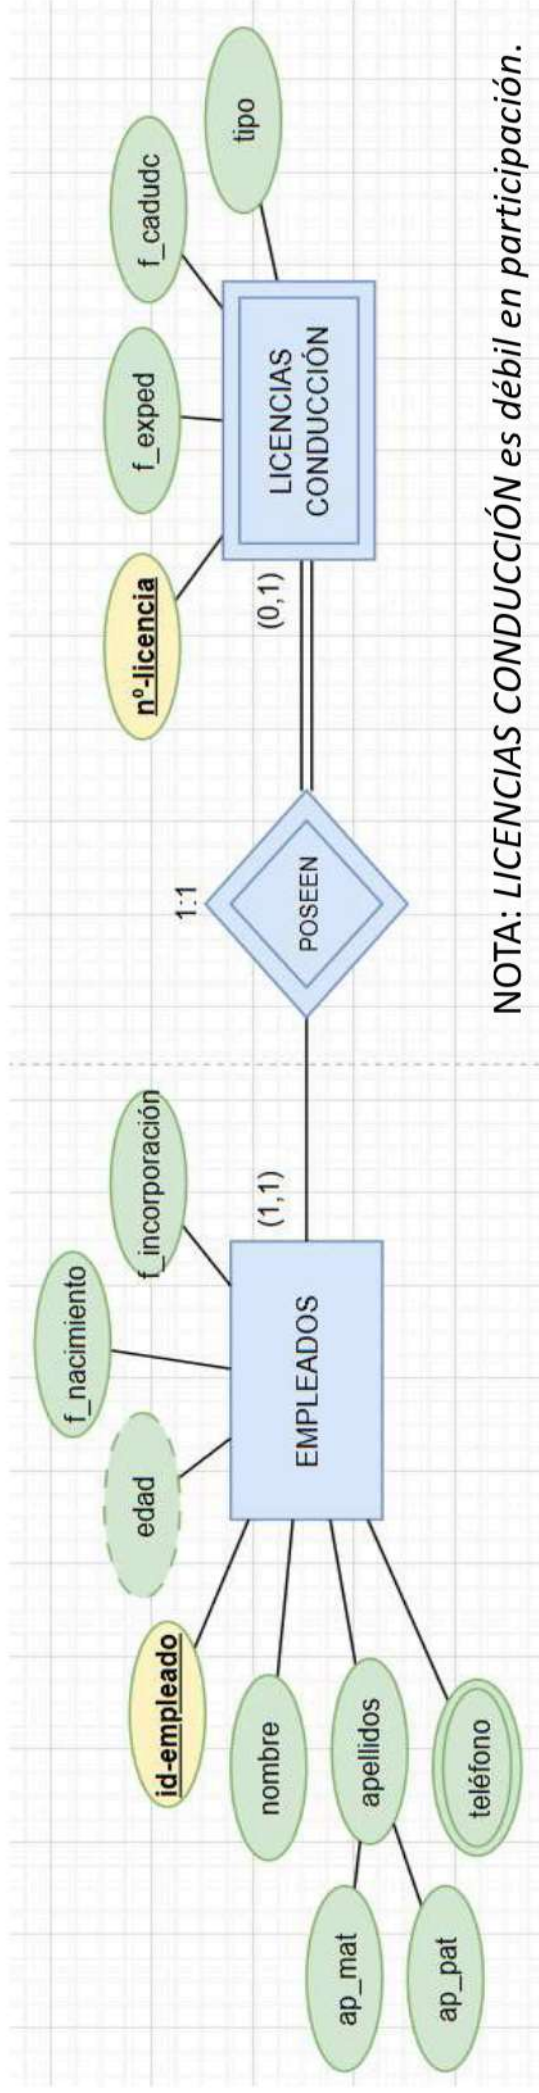 f_nacimiento
edad
f_incorporación
id-empleado
nombre
apellidos
ap_mat
ap_pat
teléfono
EMPLEADOS
(1,1)
1:1
POSEEN
(0,1)
nº-licencia
f_exped
f_cadudc
tipo
LICENCIAS
CONDUCCIÓN
NOTA: LICENCIAS CONDUCCIÓN es débil en participación.